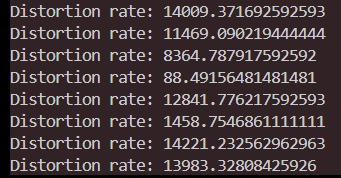 Distortion rate: 14009.371692592593
Distortion rate: 11469.090219444444
Distortion rate: 8364.787917592592
Distortion rate: 88.49156481481481
Distortion rate: 12841.776217592593
Distortion rate: 1458.7546861111111
Distortion rate: 14221.232562962963
Distortion rate: 13983.32808425926